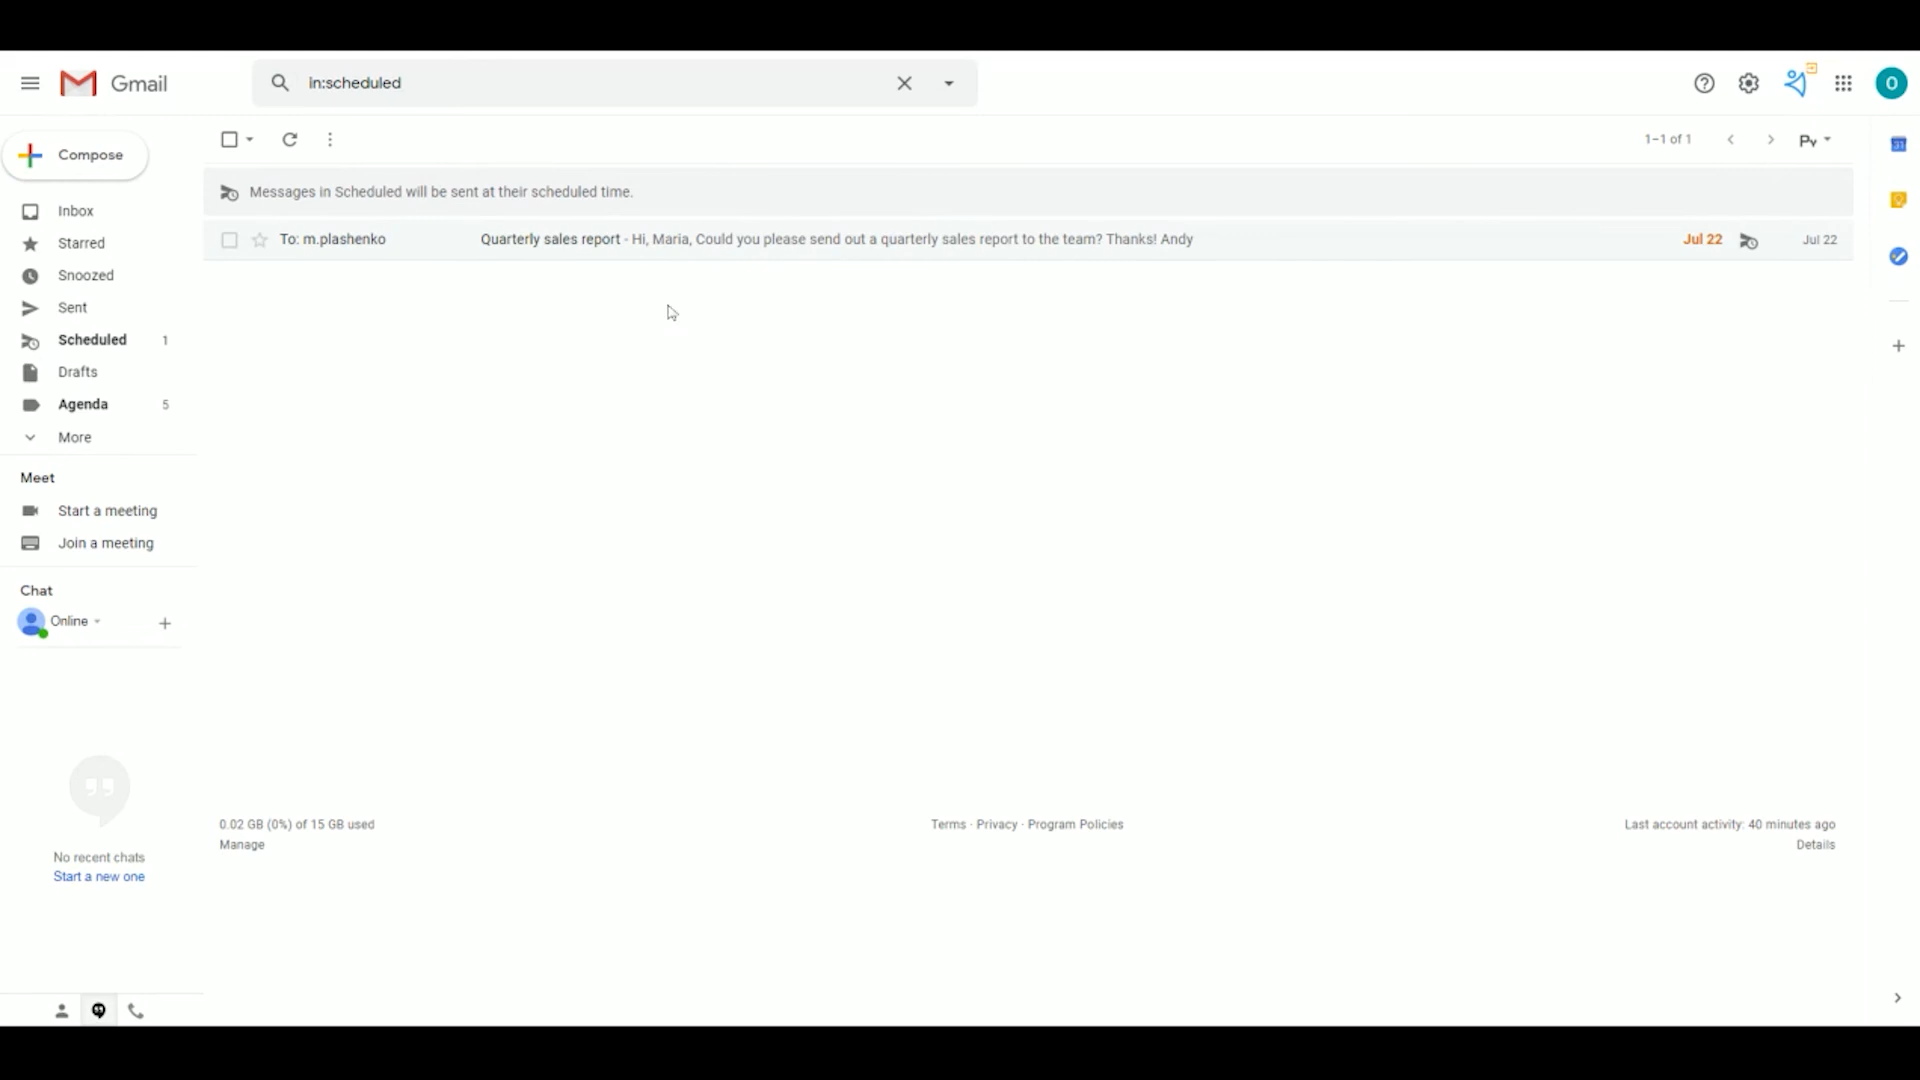 Gmail
in:scheduled
Compose
1–1 of 1
Py
31
Messages in Scheduled will be sent at their scheduled time.
Inbox
To: m.plashenko Quarterly sales report - Hi, Maria, Could you please send out a quarterly sales report to the team? Thanks! Andy Jul 22 Jul 22
Starred
Snoozed
Sent
Scheduled 1
Drafts
Agenda 5
More
Meet
Start a meeting
Join a meeting
Chat
Online
No recent chats
Start a new one
0.02 GB (0%) of 15 GB used
Manage
Terms · Privacy · Program Policies
Last account activity: 40 minutes ago
Details
O